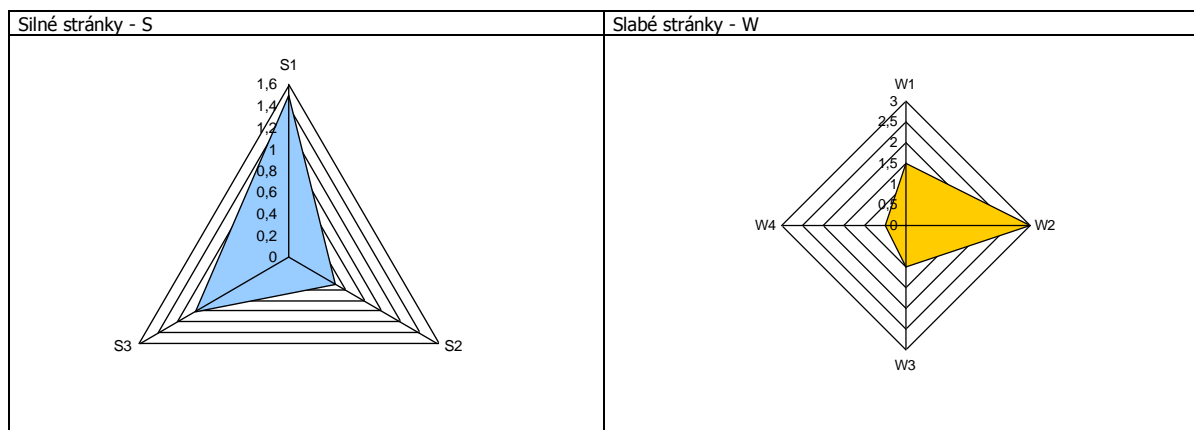 Silné stránky - S
Slabé stránky - W
S1
1,6
1,4
1,2
1
0,8
0,6
0,4
0,2
0
S3
S2
W1
3
2,5
2
1,5
1
0,5
0
W4
W2
W3